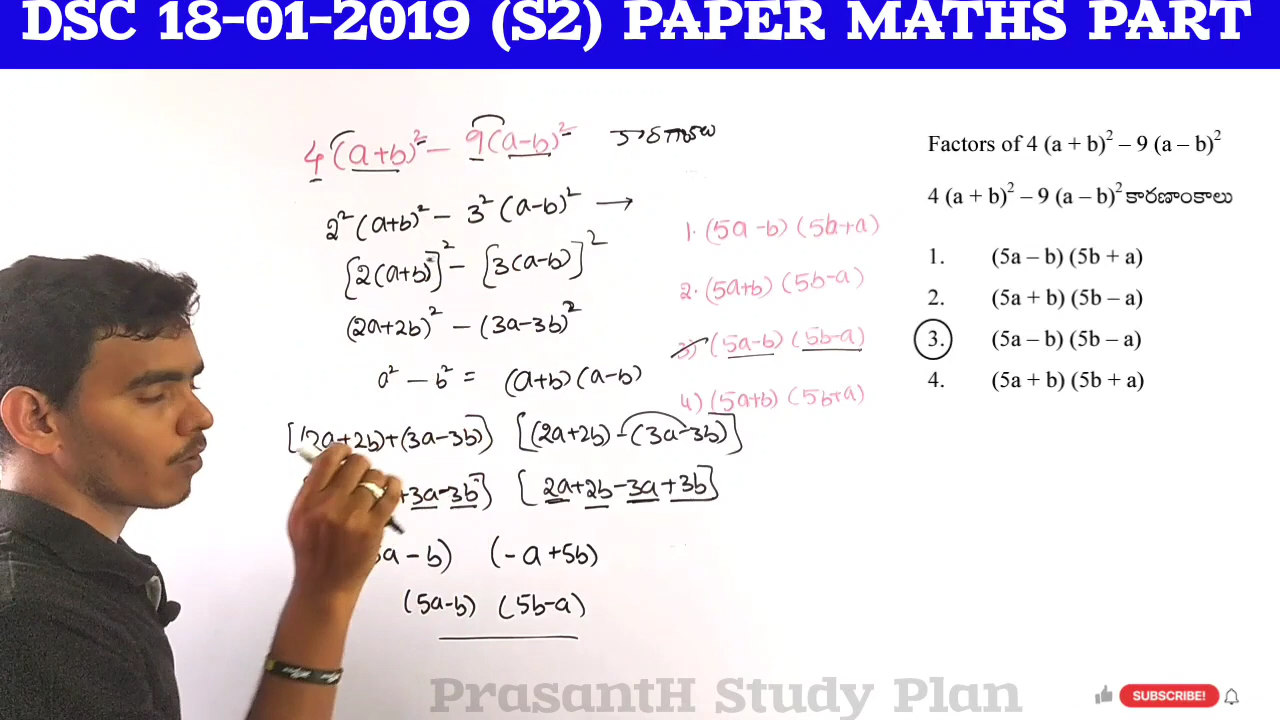 DSC 18-01-2019 (S2) PAPER MATHS PART
4(a+b)² – 9(a-b)²
2²(a+b)² – 3²(a-b)² →
[2(a+b)]² – [3(a-b)]²
(2a+2b)² – (3a-3b)²
a² – b² = (a+b)(a-b)
[(2a+2b)+(3a-3b)] [(2a+2b) – (3a-3b)]
+3a-3b] [2a+2b-3a+3b]
a-b) (-a+5b)
(5a-b) (5b-a)
1. (5a-b)(5b+a)
2. (5a+b)(5b-a)
3) (5a-b)(5b-a)
4) (5a+b)(5b+a)
Factors of 4 (a + b)² – 9 (a – b)²
4 (a + b)² – 9 (a – b)² కారణాంకాలు
1. (5a – b) (5b + a)
2. (5a + b) (5b – a)
3. (5a – b) (5b – a)
4. (5a + b) (5b + a)
PrasantH Study Plan
SUBSCRIBE!